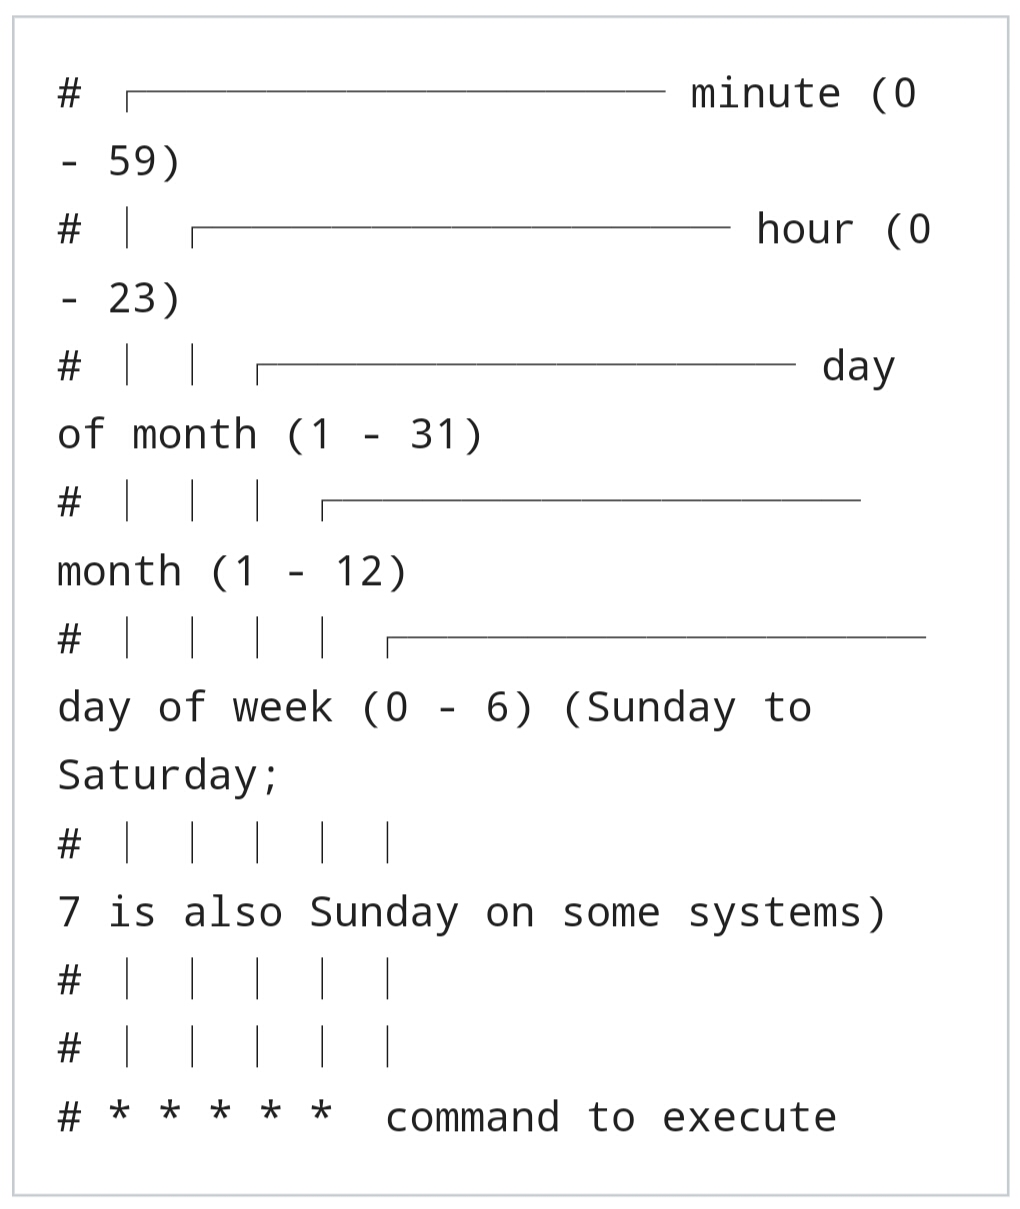 # ┌───────────── minute (0
- 59)
# │ ┌───────────── hour (0
- 23)
# │ │ ┌───────────── day
of month (1 - 31)
# │ │ │ ┌─────────────
month (1 - 12)
# │ │ │ │ ┌─────────────
day of week (0 - 6) (Sunday to
Saturday;
# │ │ │ │ │
7 is also Sunday on some systems)
# │ │ │ │ │
# │ │ │ │ │
# * * * * *  command to execute